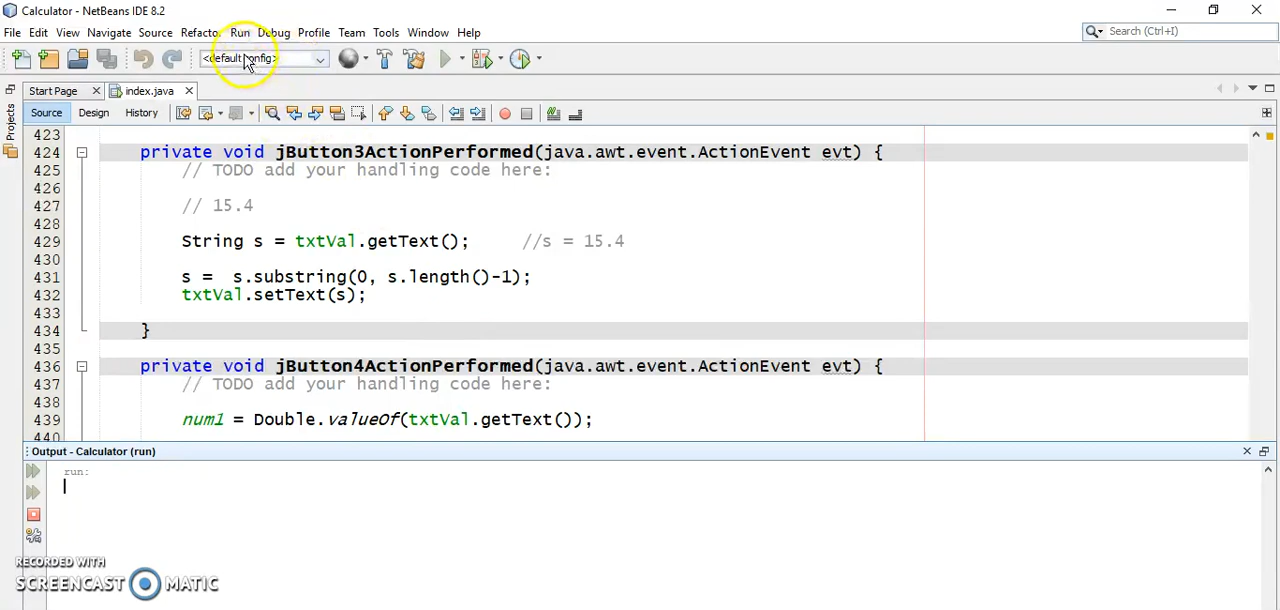 Calculator - NetBeans IDE 8.2
File Edit View Navigate Source Refactor Run Debug Profile Team Tools Window Help
Search (Ctrl+I)
<default config>
Start Page index.java
Source Design History
Projects
423
424 private void jButton3ActionPerformed(java.awt.event.ActionEvent evt) {
425 // TODO add your handling code here:
426
427 // 15.4
428
429 String s = txtVal.getText(); //s = 15.4
430
431 s = s.substring(0, s.length()-1);
432 txtVal.setText(s);
433
434 }
435
436 private void jButton4ActionPerformed(java.awt.event.ActionEvent evt) {
437 // TODO add your handling code here:
438
439 num1 = Double.valueOf(txtVal.getText());
440
Output - Calculator (run)
run:
RECORDED WITH
SCREENCAST MATIC